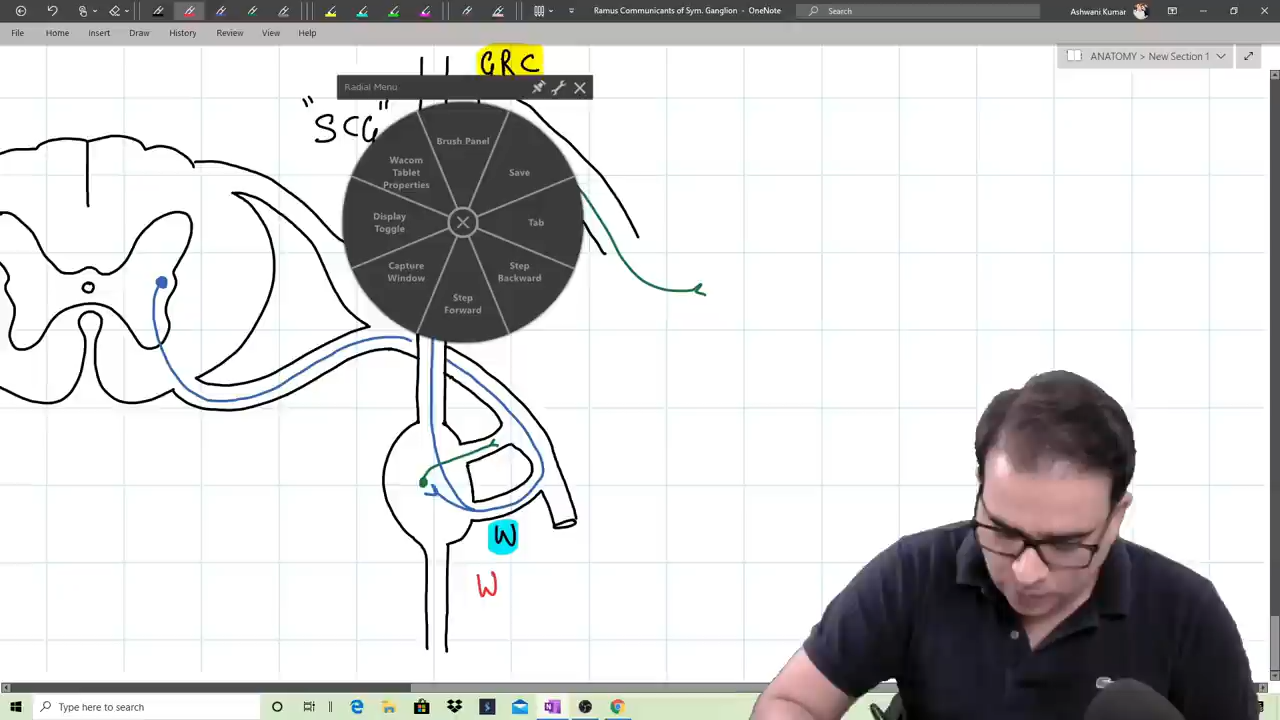 Ramus Communicants of Sym. Ganglion - OneNote
Search
Ashwani Kumar
File Home Insert Draw History Review View Help
ANATOMY > New Section 1
GRC
Radial Menu
"SCG"
Brush Panel
Save
Tab
Step Backward
Step Forward
Capture Window
Display Toggle
Wacom Tablet Properties
W
W
Type here to search